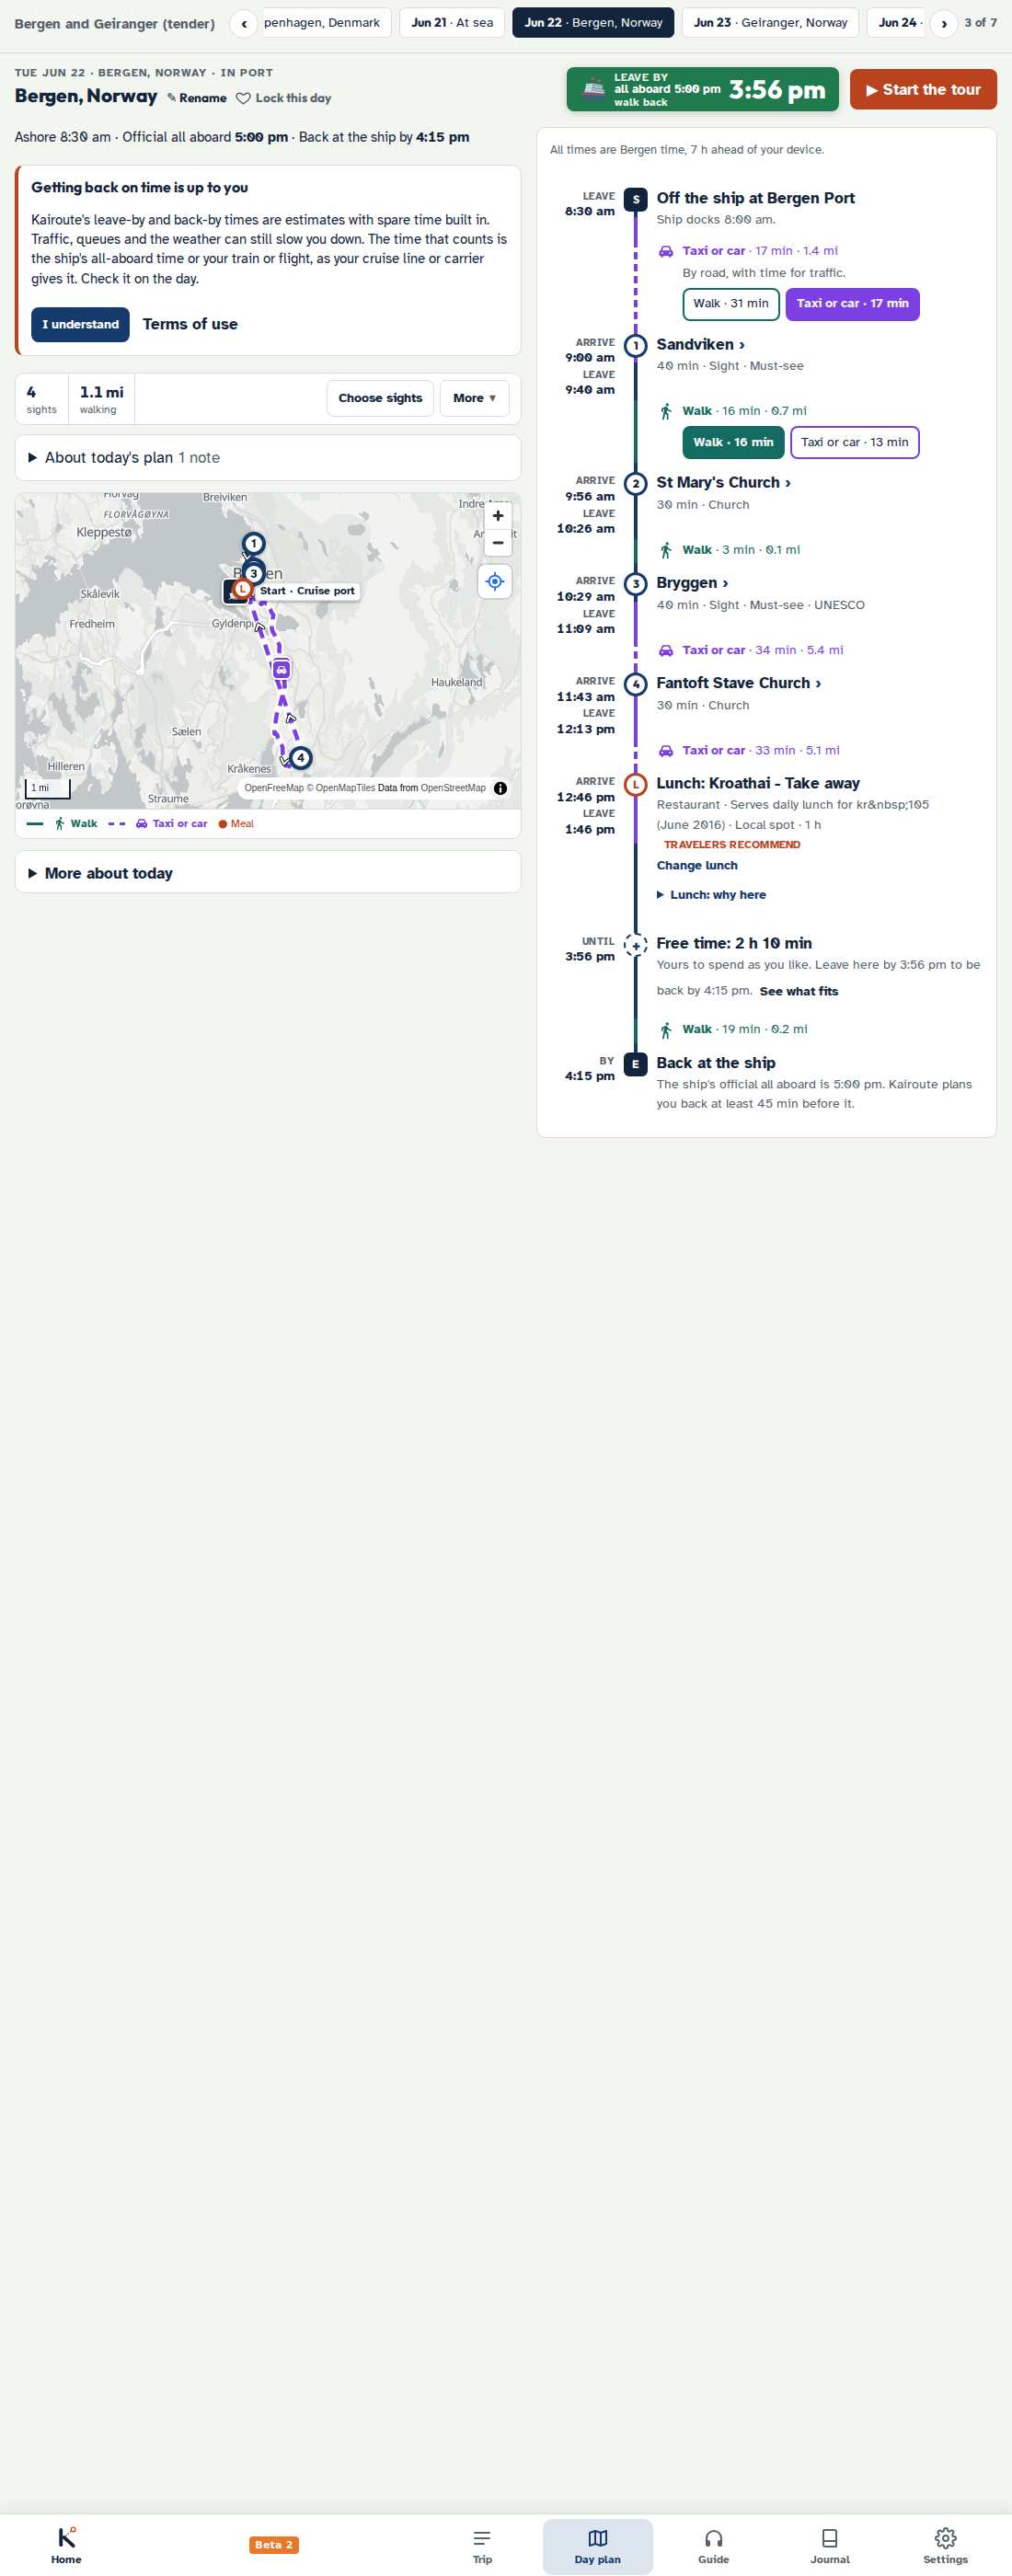 Bergen and Geiranger (tender)
‹
penhagen, Denmark
Jun 21 · At sea
Jun 22 · Bergen, Norway
Jun 23 · Geiranger, Norway
Jun 24 ·
›
3 of 7
TUE JUN 22 · BERGEN, NORWAY · IN PORT
Bergen, Norway
✎ Rename
Lock this day
LEAVE BY
all aboard 5:00 pm
walk back
3:56 pm
▶ Start the tour
Ashore 8:30 am · Official all aboard 5:00 pm · Back at the ship by 4:15 pm
Getting back on time is up to you
Kairoute's leave-by and back-by times are estimates with spare time built in.
Traffic, queues and the weather can still slow you down. The time that counts is
the ship's all-aboard time or your train or flight, as your cruise line or carrier
gives it. Check it on the day.
I understand
Terms of use
4
sights
1.1 mi
walking
Choose sights
More ▼
▶ About today's plan 1 note
Breiviken
FLORVÅGØYNA
Kleppestø
+
−
1
3
L
Start · Cruise port
Skålevik
Fredheim
Haukeland
Sælen
4
Kråkenes
Hilleren
1 mi
Straume
OpenFreeMap © OpenMapTiles Data from OpenStreetMap
Walk
Taxi or car
Meal
▶ More about today
All times are Bergen time, 7 h ahead of your device.
LEAVE
8:30 am
S
Off the ship at Bergen Port
Ship docks 8:00 am.
Taxi or car · 17 min · 1.4 mi
By road, with time for traffic.
Walk · 31 min
Taxi or car · 17 min
ARRIVE
9:00 am
LEAVE
9:40 am
1
Sandviken ›
40 min · Sight · Must-see
Walk · 16 min · 0.7 mi
Walk · 16 min
Taxi or car · 13 min
ARRIVE
9:56 am
LEAVE
10:26 am
2
St Mary's Church ›
30 min · Church
Walk · 3 min · 0.1 mi
ARRIVE
10:29 am
LEAVE
11:09 am
3
Bryggen ›
40 min · Sight · Must-see · UNESCO
Taxi or car · 34 min · 5.4 mi
ARRIVE
11:43 am
LEAVE
12:13 pm
4
Fantoft Stave Church ›
30 min · Church
Taxi or car · 33 min · 5.1 mi
ARRIVE
12:46 pm
LEAVE
1:46 pm
L
Lunch: Kroathai - Take away
Restaurant · Serves daily lunch for kr&nbsp;105
(June 2016) · Local spot · 1 h
TRAVELERS RECOMMEND
Change lunch
▶ Lunch: why here
UNTIL
3:56 pm
+
Free time: 2 h 10 min
Yours to spend as you like. Leave here by 3:56 pm to be
back by 4:15 pm. See what fits
Walk · 19 min · 0.2 mi
BY
4:15 pm
E
Back at the ship
The ship's official all aboard is 5:00 pm. Kairoute plans
you back at least 45 min before it.
Home
Beta 2
Trip
Day plan
Guide
Journal
Settings